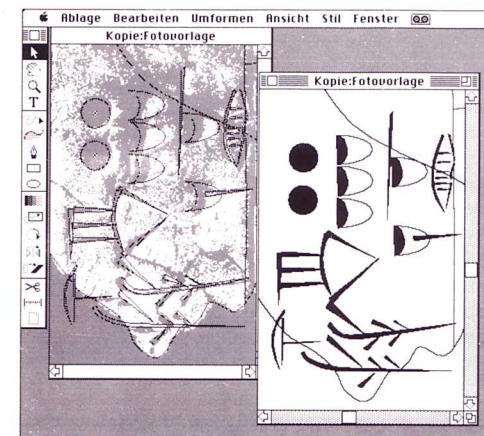 Ablage Bearbeiten Umformen Ansicht Stil Fenster
Kopie:Fotovorlage
Kopie:Fotovorlage
T